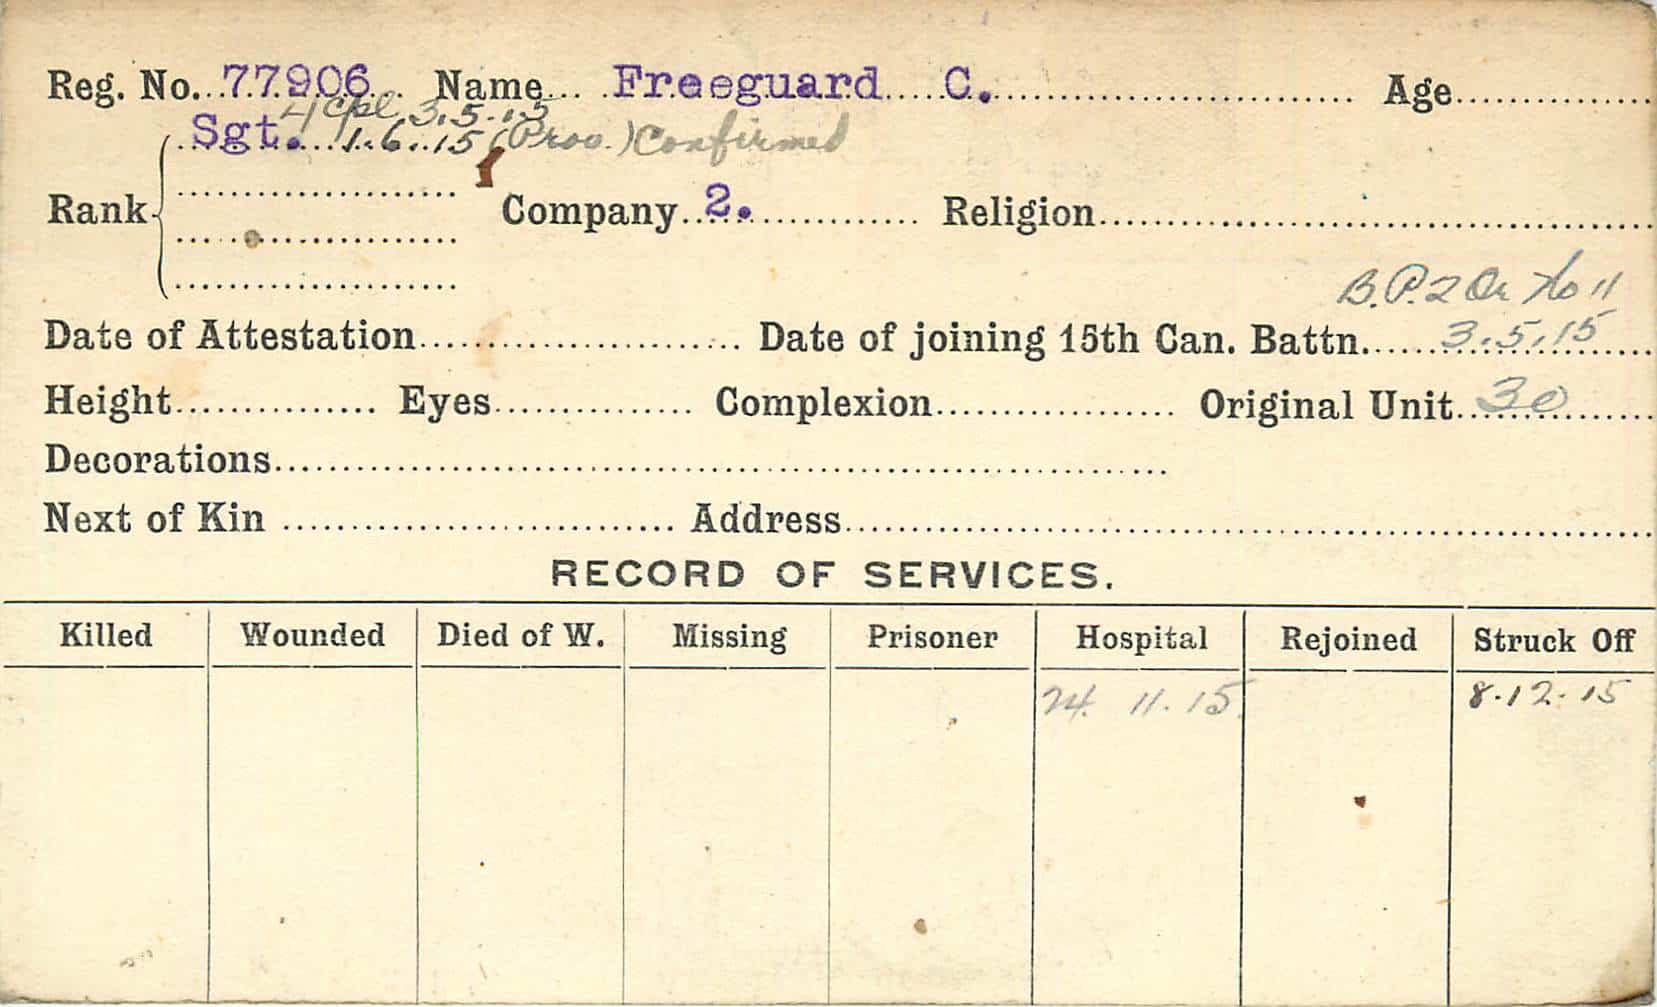 Reg. No. 77906 Name Freeguard C. Age
L/Cpl 3.5.15
Sgt. 1.6.15 (Prov.) Confirmed
Rank Company 2. Religion
B.P.2 Or No 11
Date of Attestation Date of joining 15th Can. Battn. 3.5.15
Height Eyes Complexion Original Unit 30
Decorations
Next of Kin Address
RECORD OF SERVICES.
Killed Wounded Died of W. Missing Prisoner Hospital Rejoined Struck Off
24. 11. 15. 8.12.15